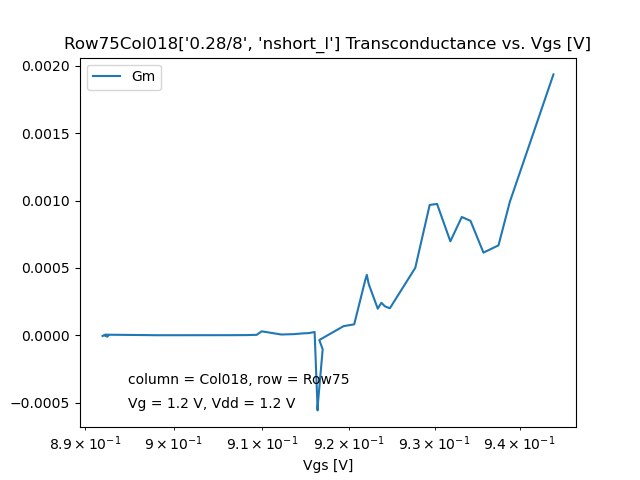 Row75Col018['0.28/8', 'nshort_l'] Transconductance vs. Vgs [V]
Gm
0.0020
0.0015
0.0010
0.0005
0.0000
−0.0005
column = Col018, row = Row75
Vg = 1.2 V, Vdd = 1.2 V
8.9 × 10⁻¹ 9 × 10⁻¹ 9.1 × 10⁻¹ 9.2 × 10⁻¹ 9.3 × 10⁻¹ 9.4 × 10⁻¹
Vgs [V]